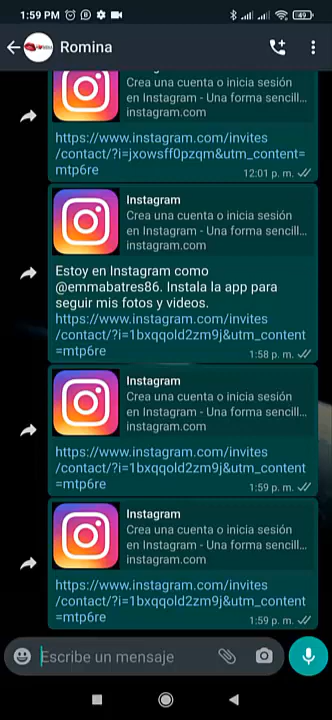 1:59 PM
49
Romina
Crea una cuenta o inicia sesión
en Instagram - Una forma sencill...
instagram.com
https://www.instagram.com/invites
/contact/?i=jxowsff0pzqm&utm_content=
mtp6re
12:01 p. m.
Instagram
Crea una cuenta o inicia sesión
en Instagram - Una forma sencill...
instagram.com
Estoy en Instagram como
@emmabatres86. Instala la app para
seguir mis fotos y videos.
https://www.instagram.com/invites
/contact/?i=1bxqqold2zm9j&utm_content
=mtp6re
1:58 p. m.
Instagram
Crea una cuenta o inicia sesión
en Instagram - Una forma sencill...
instagram.com
https://www.instagram.com/invites
/contact/?i=1bxqqold2zm9j&utm_content
=mtp6re
1:59 p. m.
Instagram
Crea una cuenta o inicia sesión
en Instagram - Una forma sencill...
instagram.com
https://www.instagram.com/invites
/contact/?i=1bxqqold2zm9j&utm_content
=mtp6re
1:59 p. m.
Escribe un mensaje